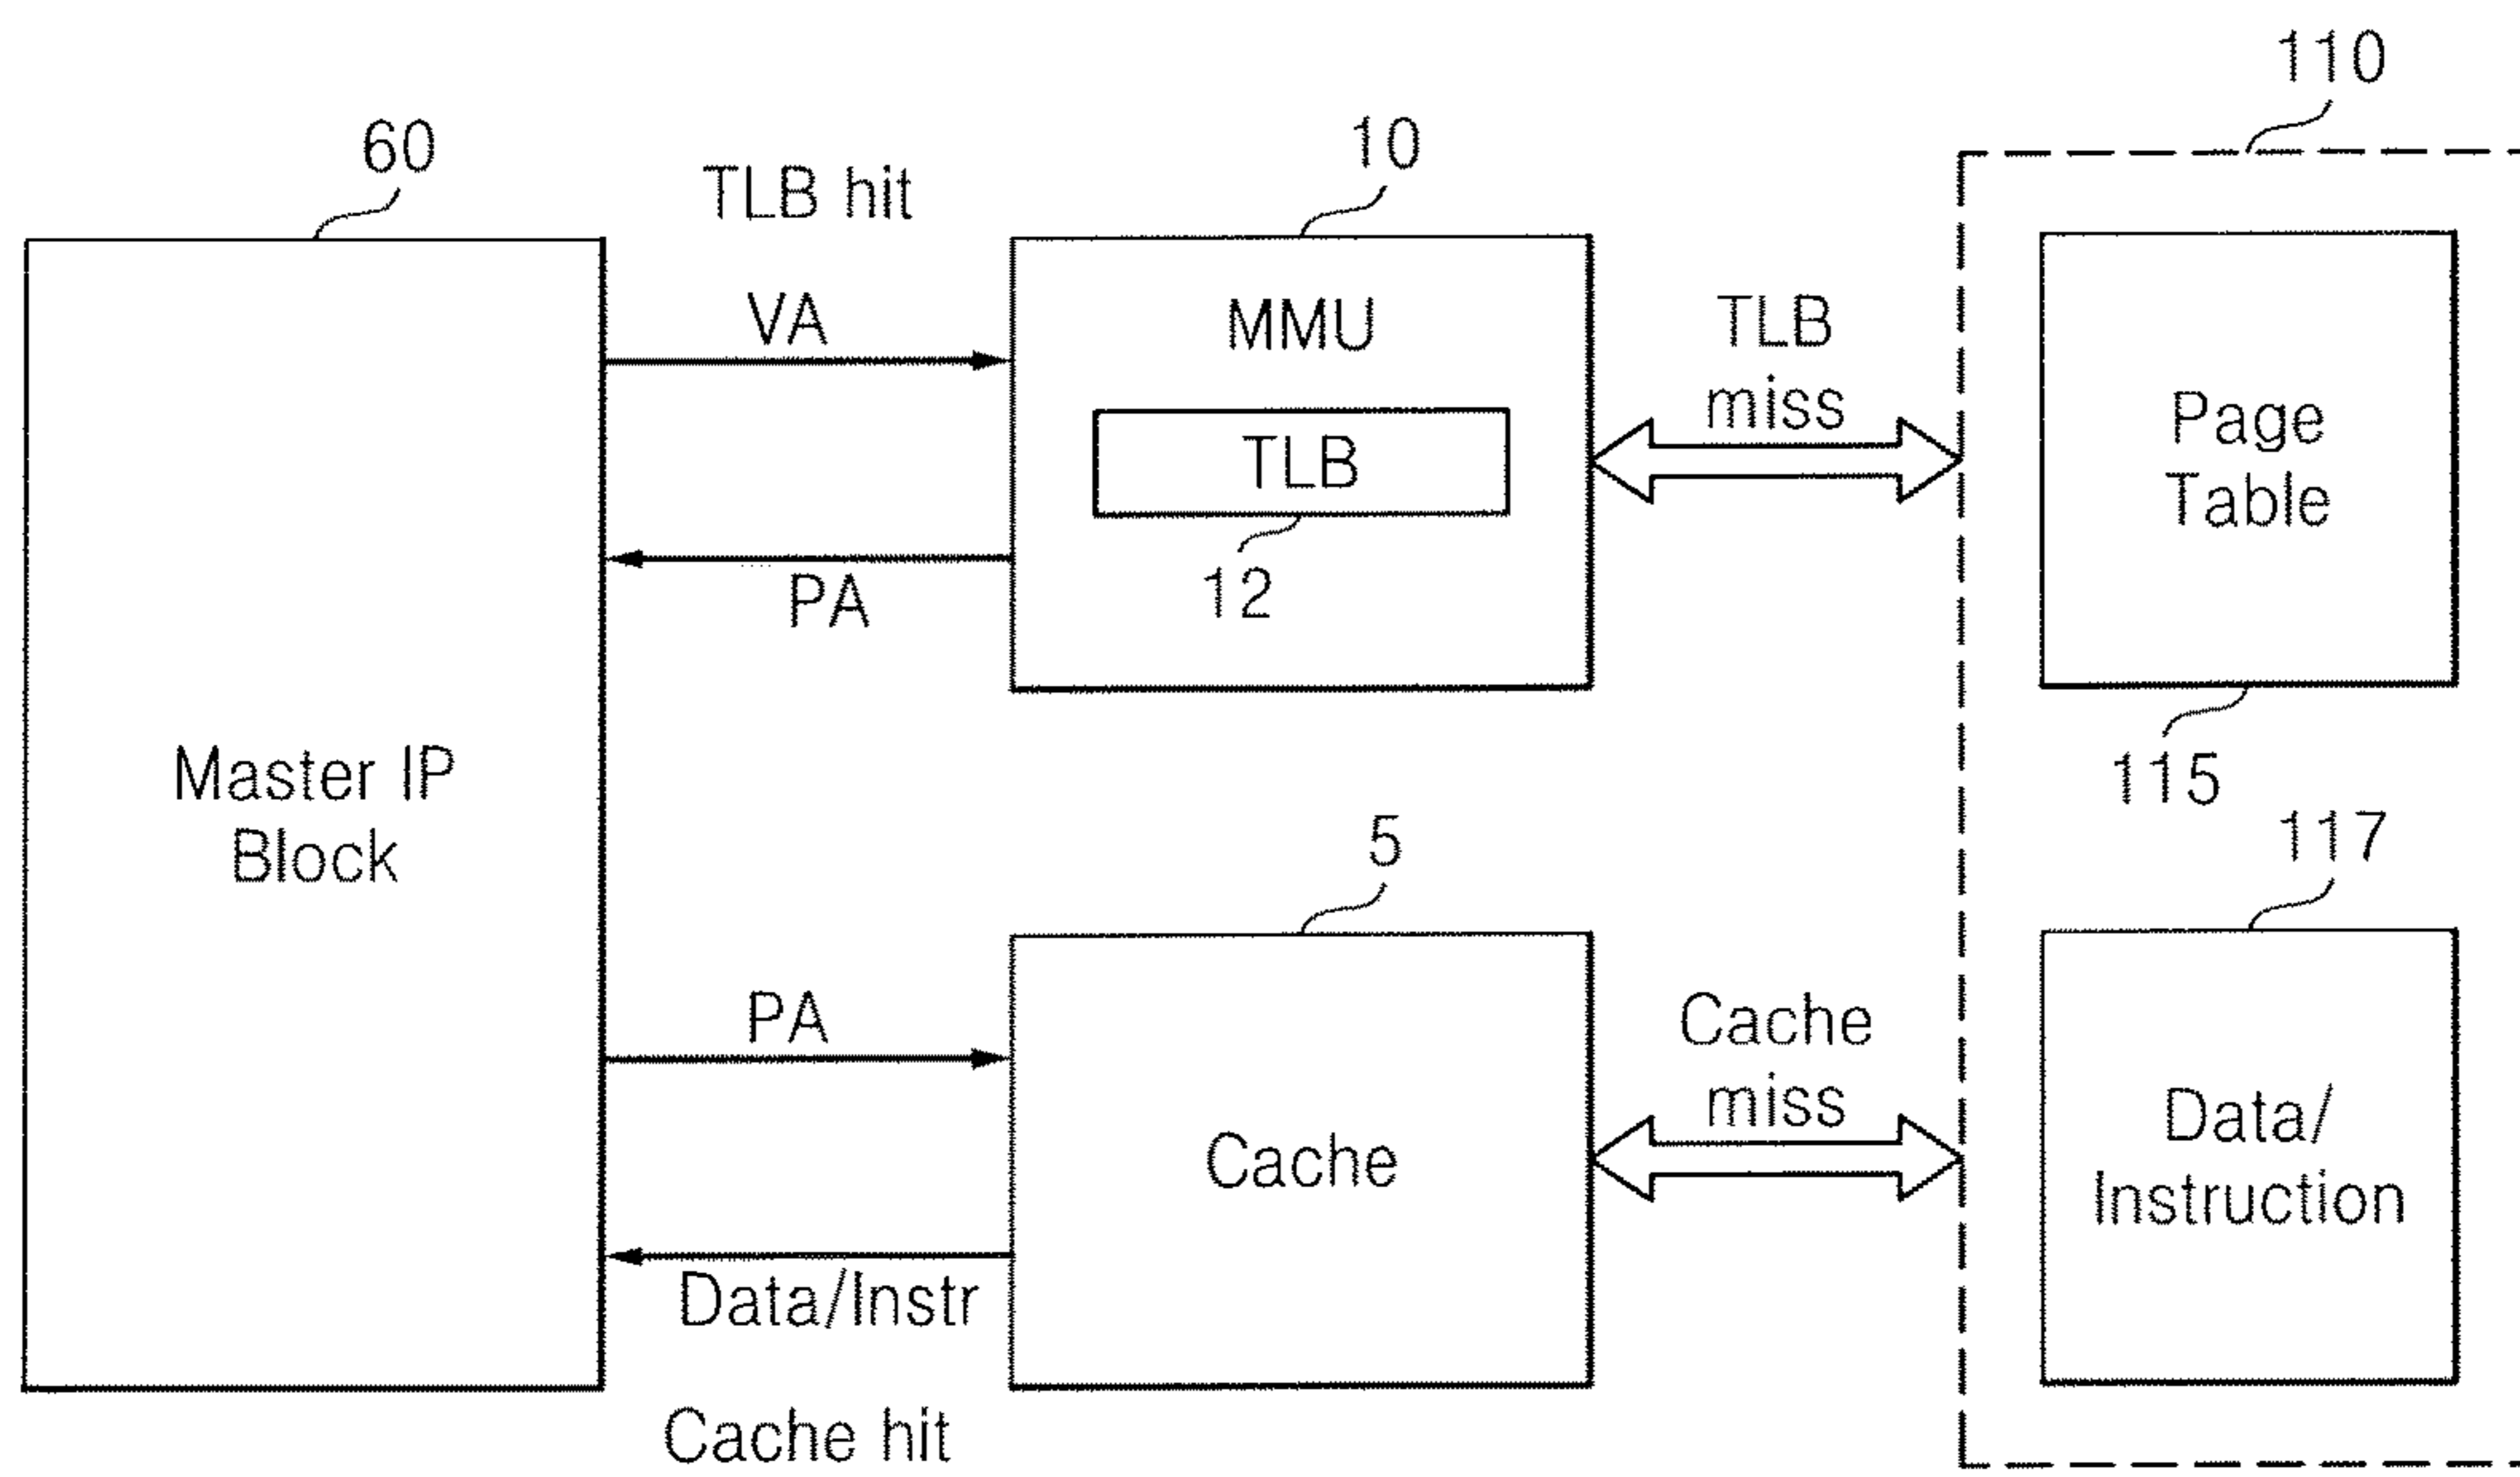 110
60
10
TLB hit
VA
MMU
TLB
miss
TLB
Page
Table
PA
12
115
Master IP
Block
5
117
PA
Cache
miss
Cache
Data/
Instruction
Data/Instr
Cache hit